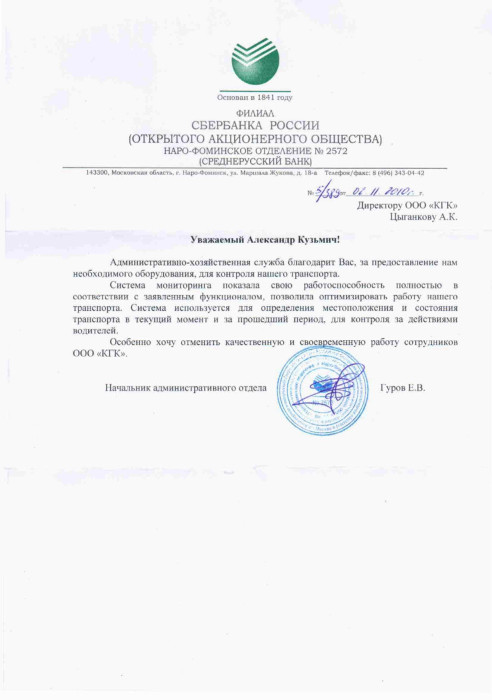 Основан в 1841 году
ФИЛИАЛ
СБЕРБАНКА РОССИИ
(ОТКРЫТОГО АКЦИОНЕРНОГО ОБЩЕСТВА)
НАРО-ФОМИНСКОЕ ОТДЕЛЕНИЕ № 2572
(СРЕДНЕРУССКИЙ БАНК)
143300, Московская область, г. Наро-Фоминск, ул. Маршала Жукова, д. 18-а Телефон/факс: 8 (496) 343-04-42
№ 5/589 от 06.11.2010 г.
Директору ООО «КГК»
Цыганкову А.К.
Уважаемый Александр Кузьмич!
Административно-хозяйственная служба благодарит Вас, за предоставление нам
необходимого оборудования, для контроля нашего транспорта.
Система мониторинга показала свою работоспособность полностью в
соответствии с заявленным функционалом, позволила оптимизировать работу нашего
транспорта. Система используется для определения местоположения и состояния
транспорта в текущий момент и за прошедший период, для контроля за действиями
водителей.
Особенно хочу отменить качественную и своевременную работу сотрудников
ООО «КГК».
Начальник административного отдела Гуров Е.В.